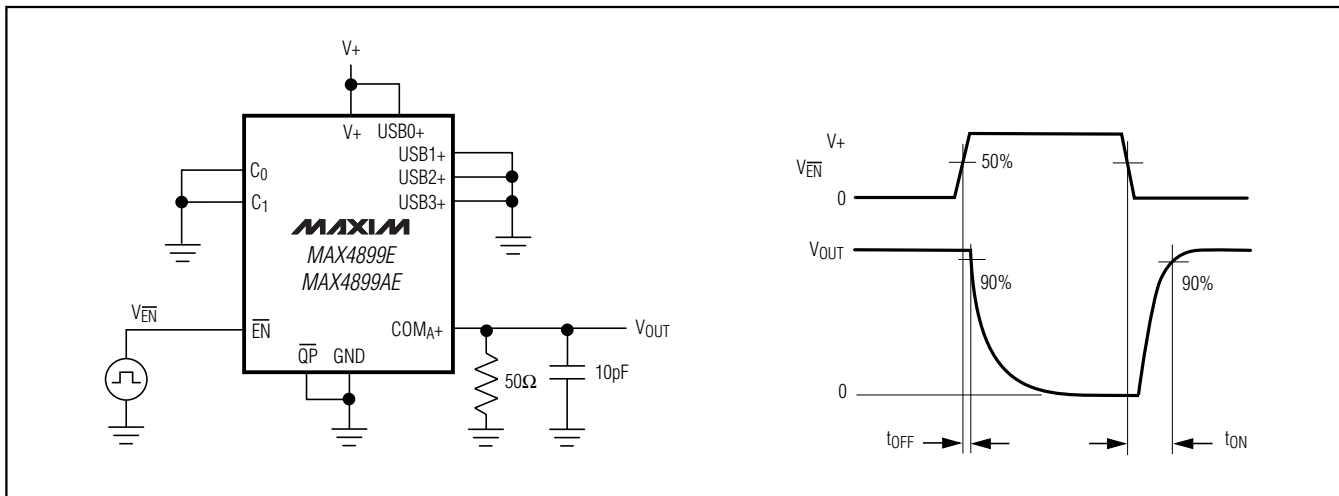 V+
V+
USB0+
USB1+
USB2+
USB3+
C0
C1
MAXIM
MAX4899E
MAX4899AE
VEN
EN
COMA+
VOUT
QP
GND
50Ω
10pF
V+
VEN
0
50%
VOUT
90%
90%
0
tOFF
tON